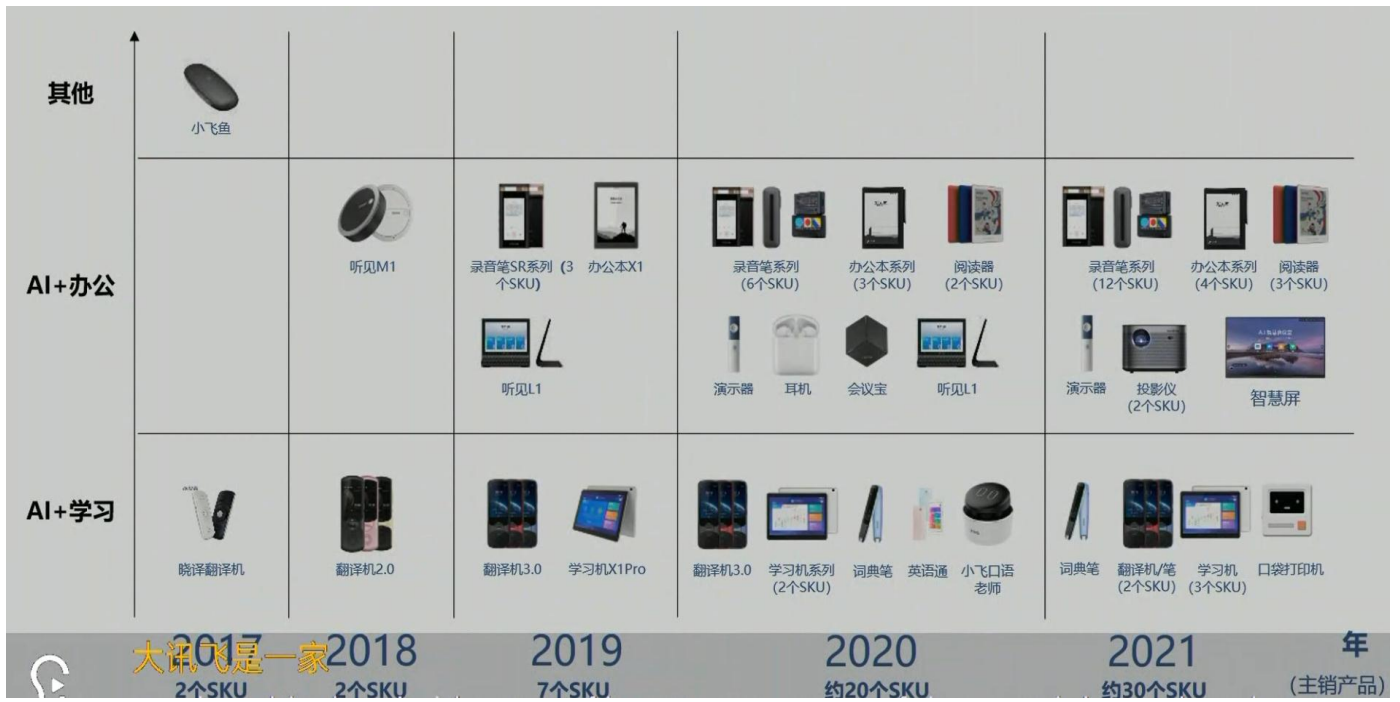 其他
小飞鱼
AI+办公
听见M1
录音笔SR系列（3
个SKU)
办公本X1
听见L1
录音笔系列
(6个SKU)
办公本系列
(3个SKU)
阅读器
(2个SKU)
演示器
耳机
会议宝
听见L1
录音笔系列
(12个SKU)
办公本系列
(4个SKU)
阅读器
(3个SKU)
演示器
投影仪
(2个SKU)
智慧屏
AI+学习
晓译翻译机
翻译机2.0
翻译机3.0
学习机X1Pro
翻译机3.0
学习机系列
(2个SKU)
词典笔
英语通
小飞口语
老师
词典笔
翻译机/笔
(2个SKU)
学习机
(3个SKU)
口袋打印机
2017
2018
2019
2020
2021
年
大讯飞是一家
2个SKU
2个SKU
7个SKU
约20个SKU
约30个SKU
(主销产品)